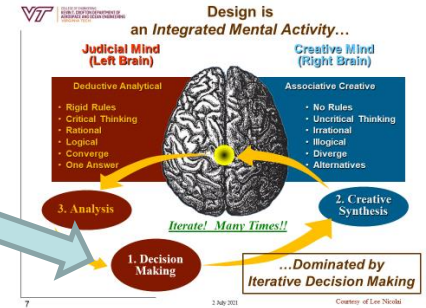 VT
COLLEGE OF ENGINEERING
KEVIN T. CROFTON DEPARTMENT OF
AEROSPACE AND OCEAN ENGINEERING
VIRGINIA TECH
Design is
an Integrated Mental Activity…
Judicial Mind
(Left Brain)
Creative Mind
(Right Brain)
Deductive Analytical
• Rigid Rules
• Critical Thinking
• Rational
• Logical
• Converge
• One Answer
Associative Creative
• No Rules
• Uncritical Thinking
• Irrational
• Illogical
• Diverge
• Alternatives
3. Analysis
2. Creative
Synthesis
Iterate! Many Times!!
1. Decision
Making
…Dominated by
Iterative Decision Making
7
2 July 2021
Courtesy of Lee Nicolai